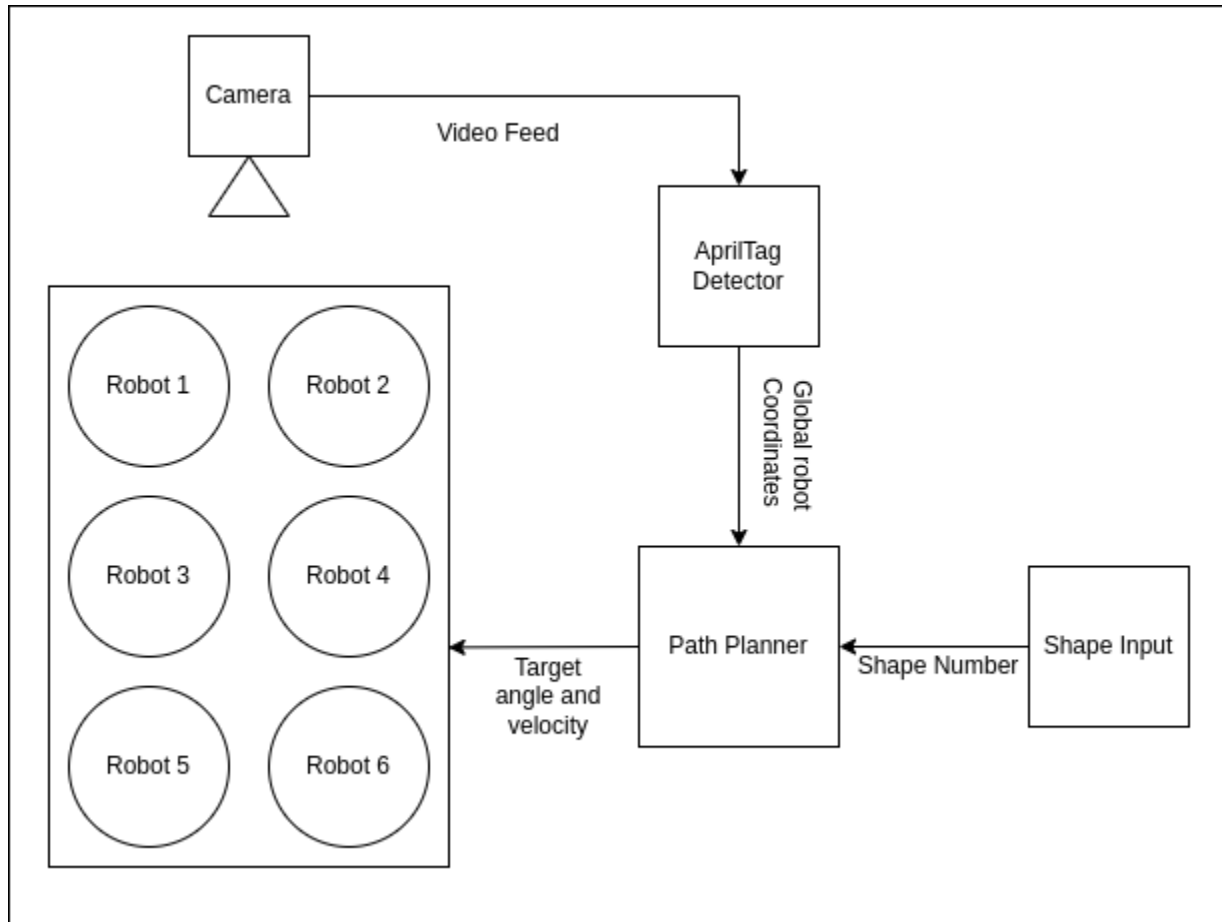 Camera
Video Feed
AprilTag
Detector
Robot 1
Robot 2
Global robot
Coordinates
Robot 3
Robot 4
Path Planner
Shape Number
Shape Input
Target
angle and
velocity
Robot 5
Robot 6